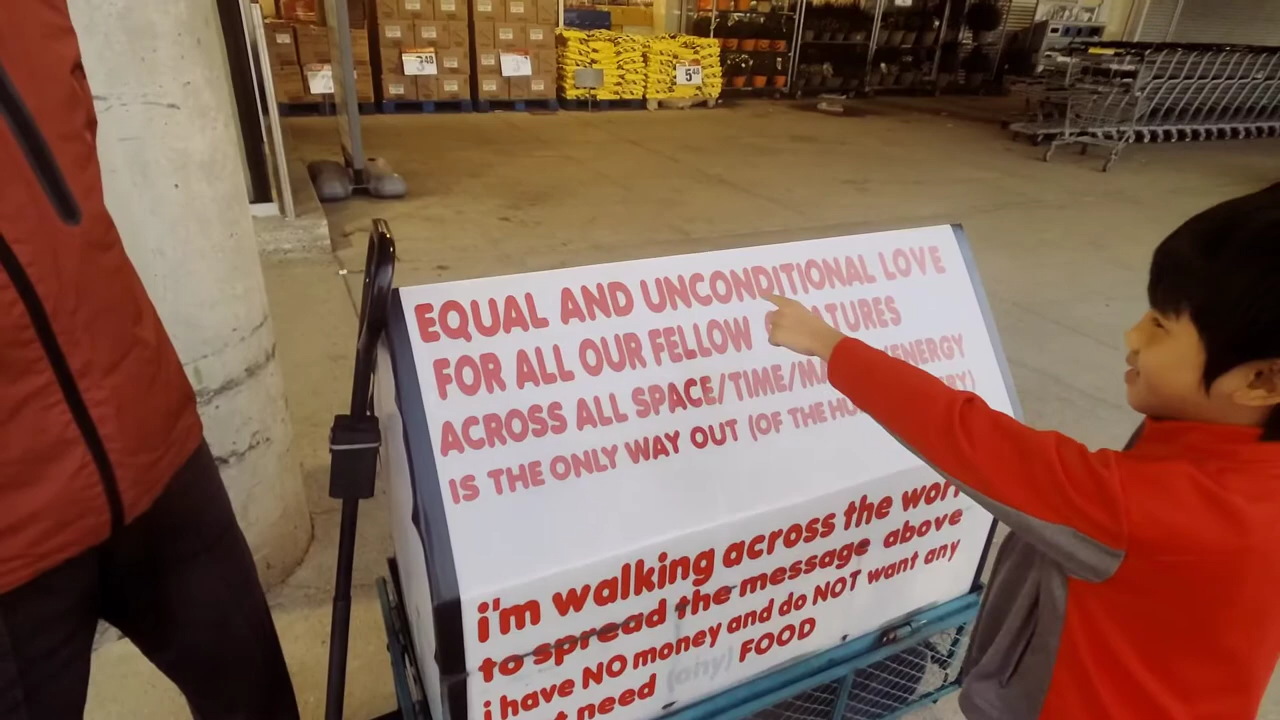 3.48
5.48
EQUAL AND UNCONDITIONAL LOVE
FOR ALL OUR FELLOW
ACROSS ALL SPACE/TIME/ /ENERGY
IS THE ONLY WAY OUT (OF THE
i'm walking across the
to spread the message above
i have NO money and do NOT want any
need (any) FOOD